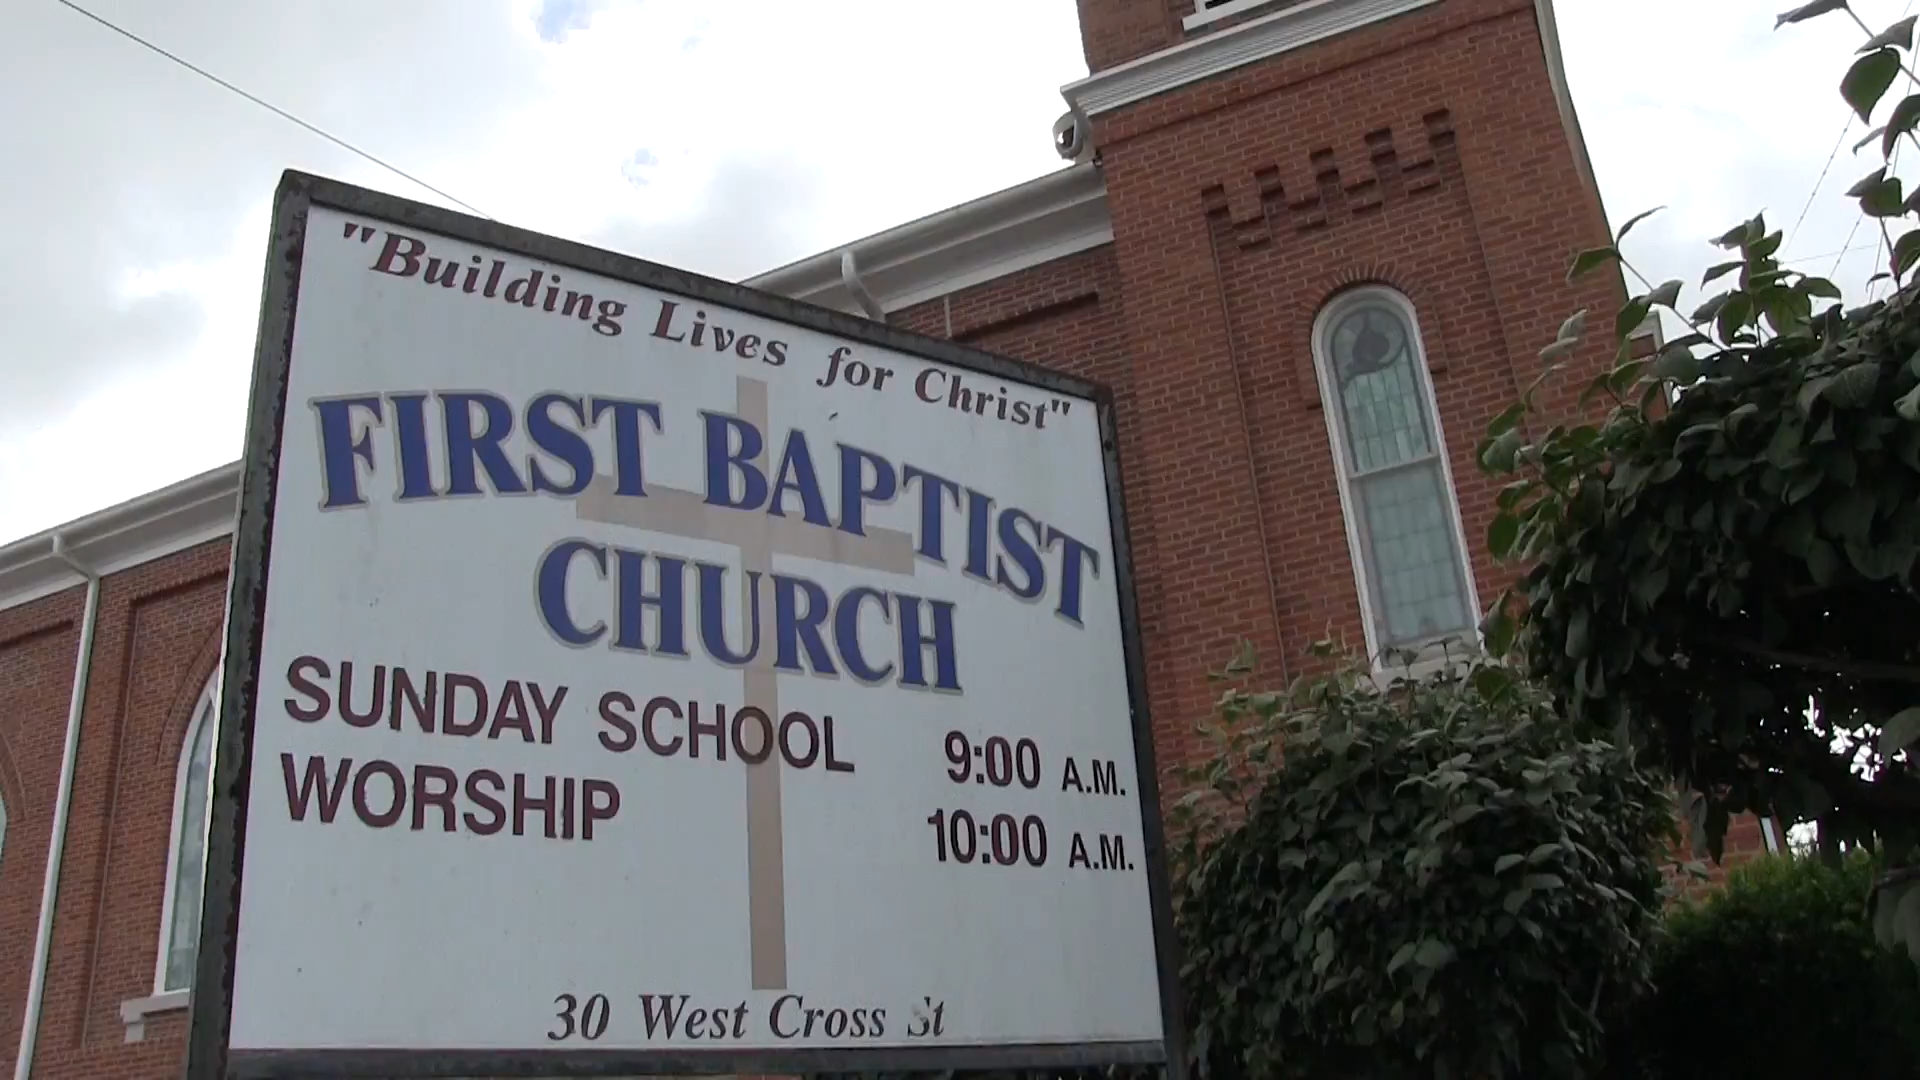 "Building Lives for Christ"
FIRST BAPTIST
CHURCH
SUNDAY SCHOOL 9:00 A.M.
WORSHIP 10:00 A.M.
30 West Cross St